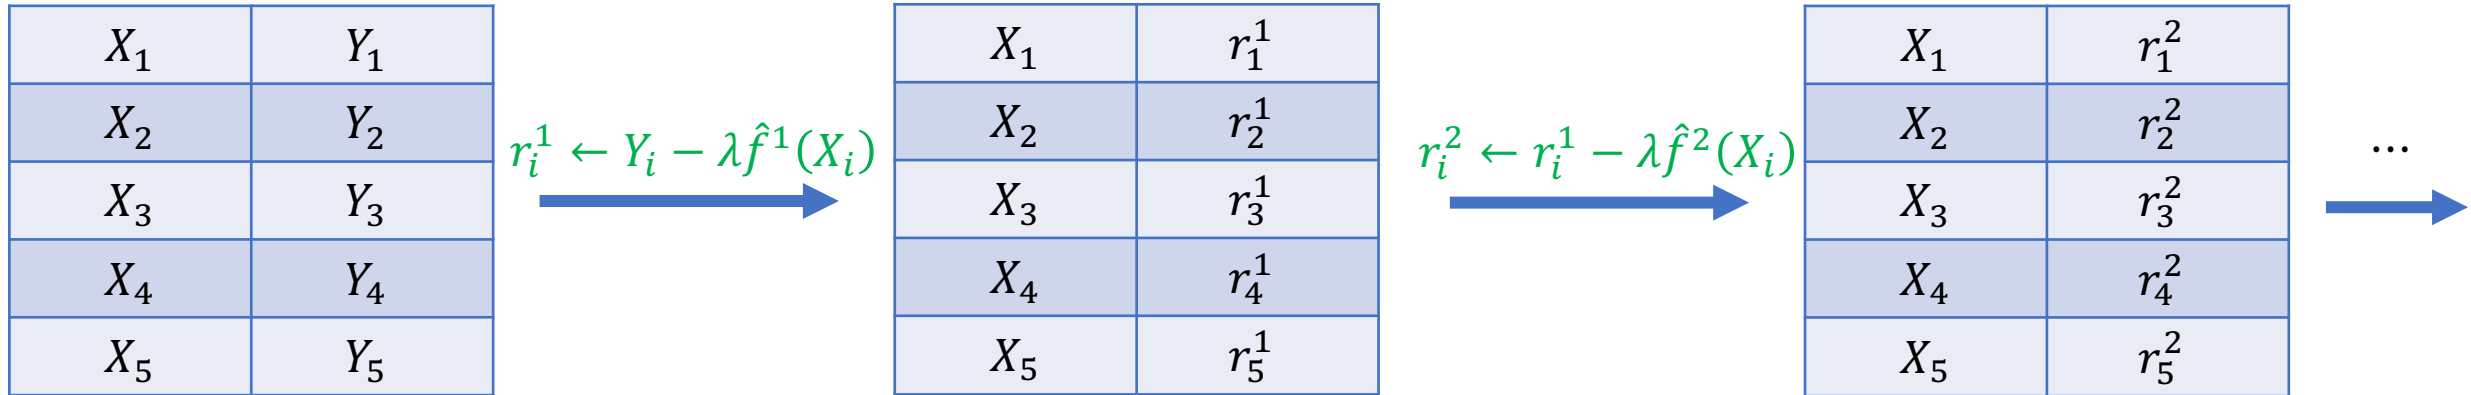 X₁ Y₁
X₂ Y₂
X₃ Y₃
X₄ Y₄
X₅ Y₅
rᵢ¹ ← Yᵢ − λf̂¹(Xᵢ)
X₁ r₁¹
X₂ r₂¹
X₃ r₃¹
X₄ r₄¹
X₅ r₅¹
rᵢ² ← rᵢ¹ − λf̂²(Xᵢ)
X₁ r₁²
X₂ r₂²
X₃ r₃²
X₄ r₄²
X₅ r₅²
...